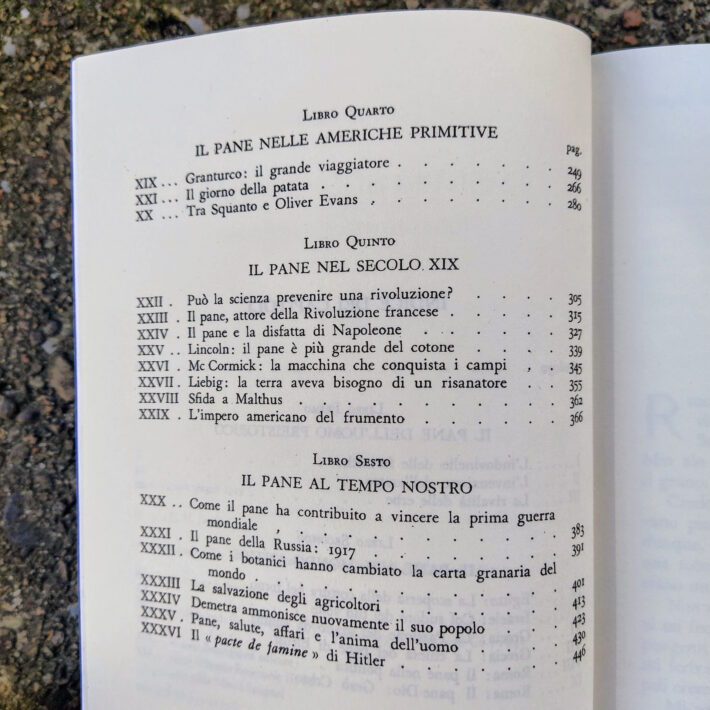 Libro Quarto
IL PANE NELLE AMERICHE PRIMITIVE
pag.
XIX ... Granturco: il grande viaggiatore . . . . . . 249
XXI ... Il giorno della patata . . . . . . . . 266
XX ... Tra Squanto e Oliver Evans , . . . . . . 280
Libro Quinto
IL PANE NEL SECOLO XIX
XXII . Può la scienza prevenire una rivoluzione? . . . . 305
XXIII . Il pane, attore della Rivoluzione francese . . . . 315
XXIV . Il pane e la disfatta di Napoleone . . . . . 327
XXV .. Lincoln: il pane è più grande del cotone . . . . 339
XXVI . Mc Cormick: la macchina che conquista i campi , . . 345
XXVII . Liebig: la terra aveva bisogno di un risanatore . . . 355
XXVIII Sfida a Malthus . . . . . . . . . 362
XXIX . L'impero americano del frumento . . . . . 366
Libro Sesto
IL PANE AL TEMPO NOSTRO
XXX .. Come il pane ha contribuito a vincere la prima guerra
mondiale , . . . . . . . . . 383
XXXI . Il pane della Russia: 1917 . . . . . . . 391
XXXII . Come i botanici hanno cambiato la carta granaria del
mondo . . . . . . . . . . 401
XXXIII La salvazione degli agricoltori . . . . . . 413
XXXIV Demetra ammonisce nuovamente il suo popolo . . . 423
XXXV . Pane, salute, affari e l'anima dell'uomo . . . . 430
XXXVI Il « pacte de famine » di Hitler . . . . . . 446